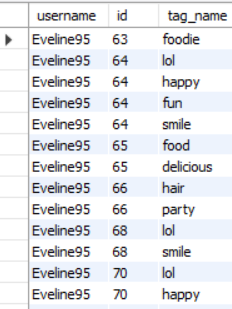 username id tag_name
Eveline95 63 foodie
Eveline95 64 lol
Eveline95 64 happy
Eveline95 64 fun
Eveline95 64 smile
Eveline95 65 food
Eveline95 65 delicious
Eveline95 66 hair
Eveline95 66 party
Eveline95 68 lol
Eveline95 68 smile
Eveline95 70 lol
Eveline95 70 happy